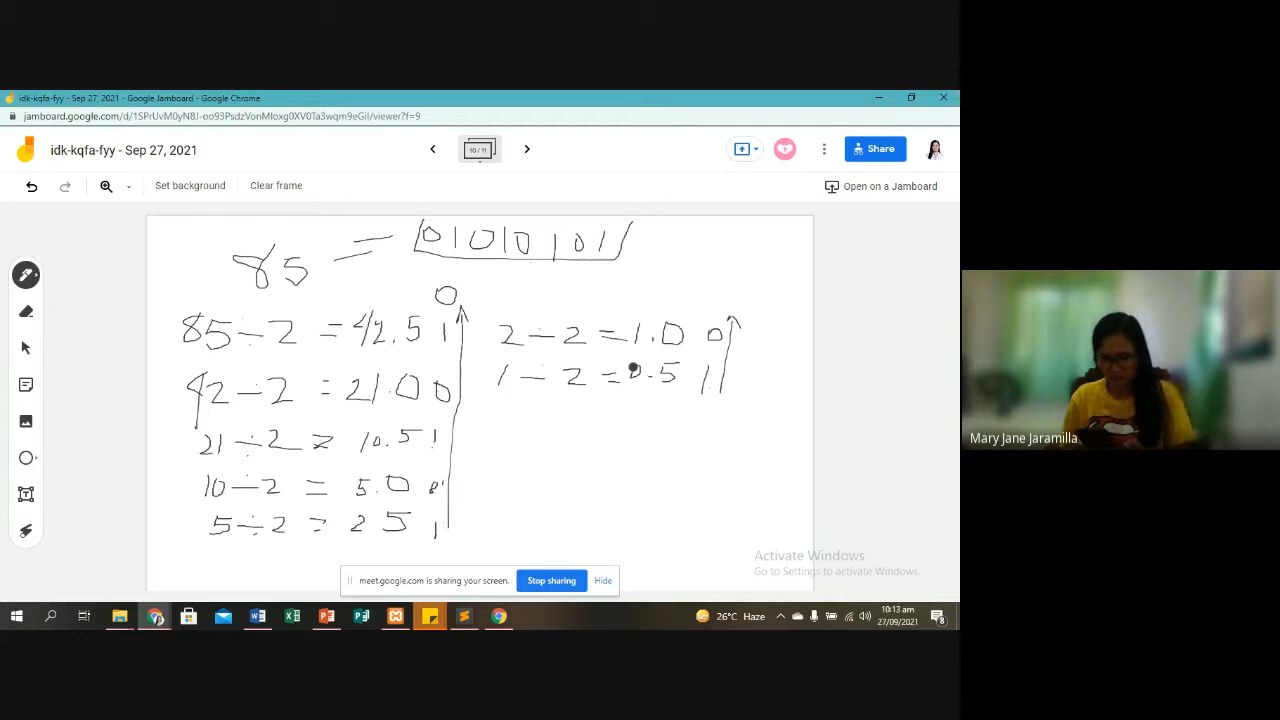 idk-kqfa-fyy - Sep 27, 2021 - Google Jamboard - Google Chrome
jamboard.google.com/d/1SPrUvM0yN8J-oo93PsdzVonMIoxg0XV0Ta3wqm9eGiI/viewer?f=9
idk-kqfa-fyy - Sep 27, 2021
10 / 11
Share
Set background
Clear frame
Open on a Jamboard
85 = 01010101
0
85 ÷ 2 = 42.5 1
42 ÷ 2 = 21.0 0
21 ÷ 2 = 10.5 1
10 ÷ 2 = 5.0 0
5 ÷ 2 = 2 5 1
2 ÷ 2 = 1.0 0
1 ÷ 2 = 0.5 1
Mary Jane Jaramilla
Activate Windows
Go to Settings to activate Windows.
meet.google.com is sharing your screen.
Stop sharing
Hide
26°C Haze
10:13 am
27/09/2021
8